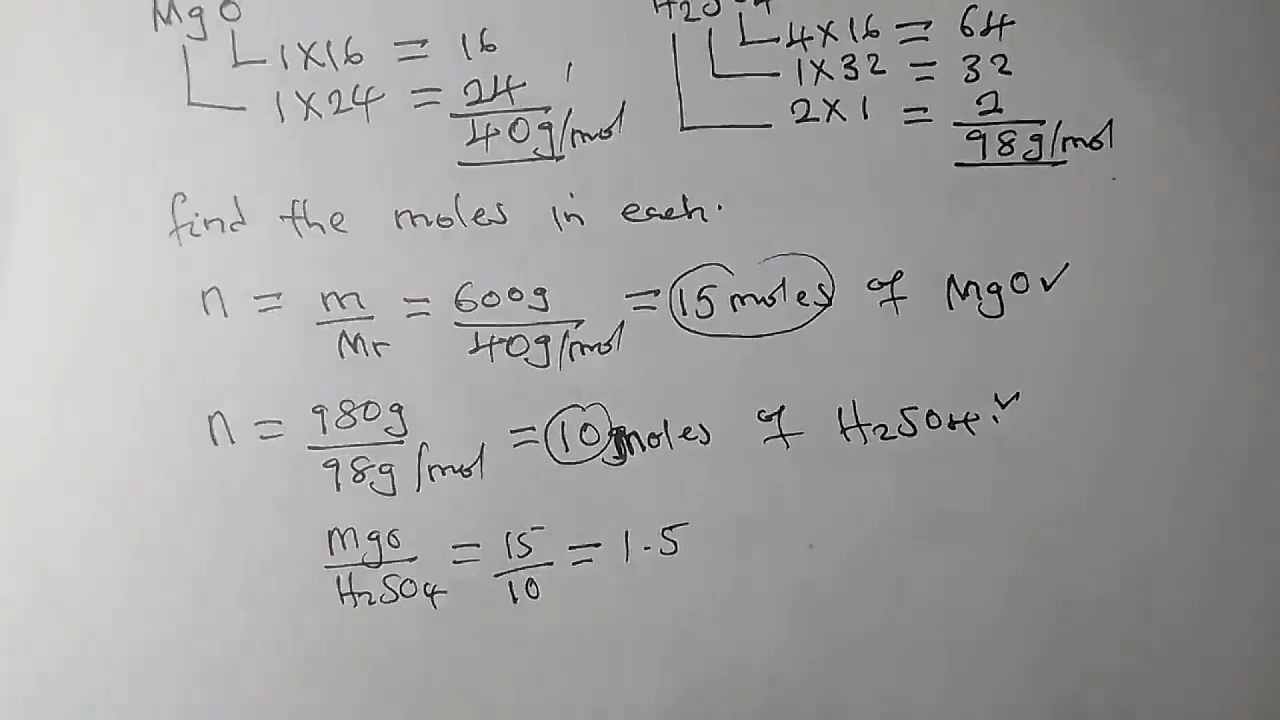 MgO
1X16 = 16
1X24 = 24
40g/mol
4X16 = 64
1X32 = 32
2X1 = 2
98g/mol
find the moles in each.
n = m/Mr = 600g/40g/mol = 15 moles of MgO✓
n = 980g/98g/mol = 10 moles of H2SO4.✓
MgO/H2SO4 = 15/10 = 1.5